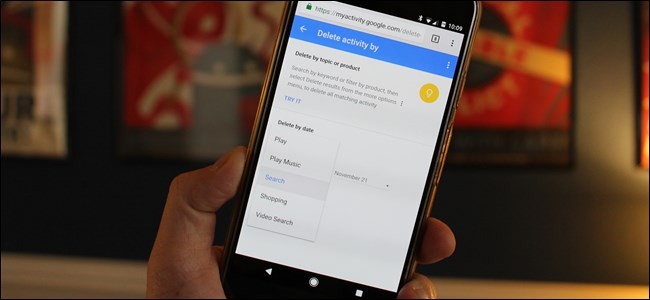 10:09
https://myactivity.google.com/delete
Delete activity by
Delete by topic or product
Search by keyword or filter by product, then
select Delete results from the more options
menu, to delete all matching activity.
TRY IT
Delete by date
Play
Play Music
Search
November 21
Shopping
Video Search